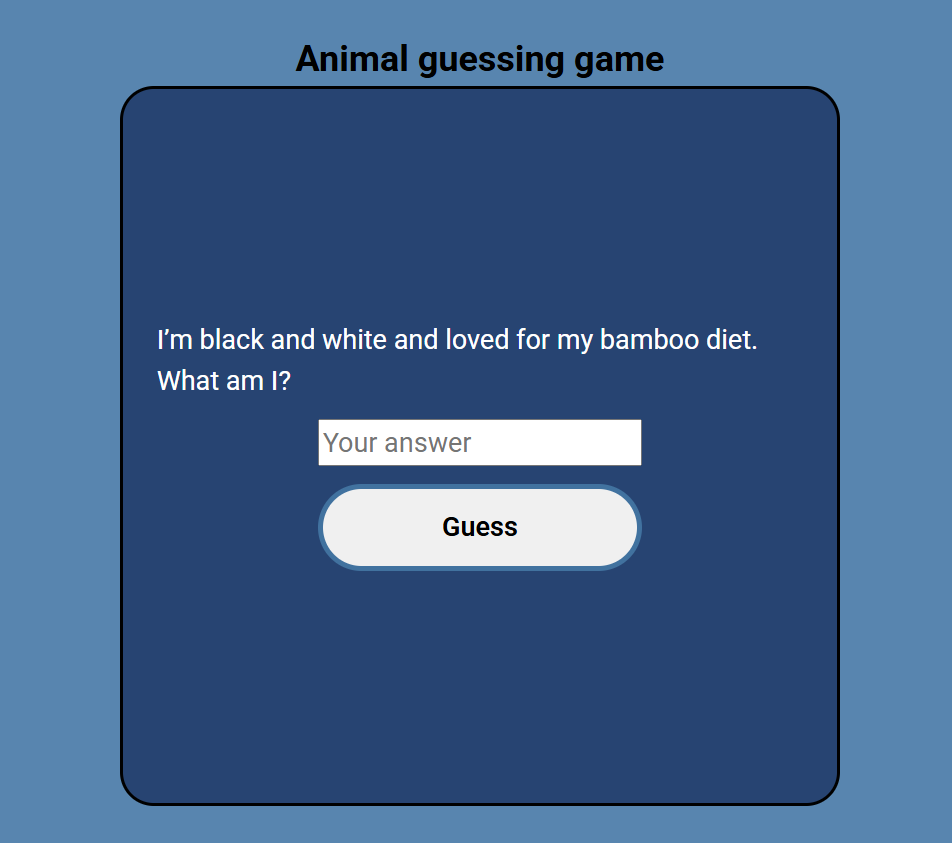 Animal guessing game
I’m black and white and loved for my bamboo diet.
What am I?
Your answer
Guess